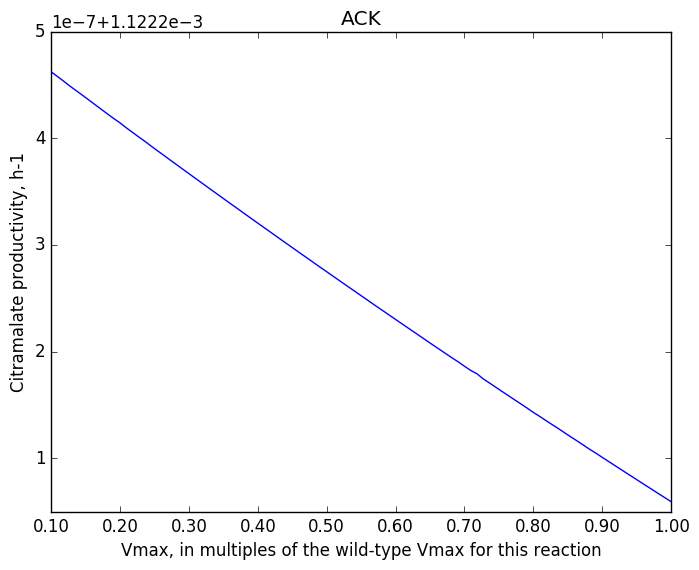 ACK
1e−7+1.1222e−3
5
4
3
2
1
Citramalate productivity, h-1
0.10 0.20 0.30 0.40 0.50 0.60 0.70 0.80 0.90 1.00
Vmax, in multiples of the wild-type Vmax for this reaction